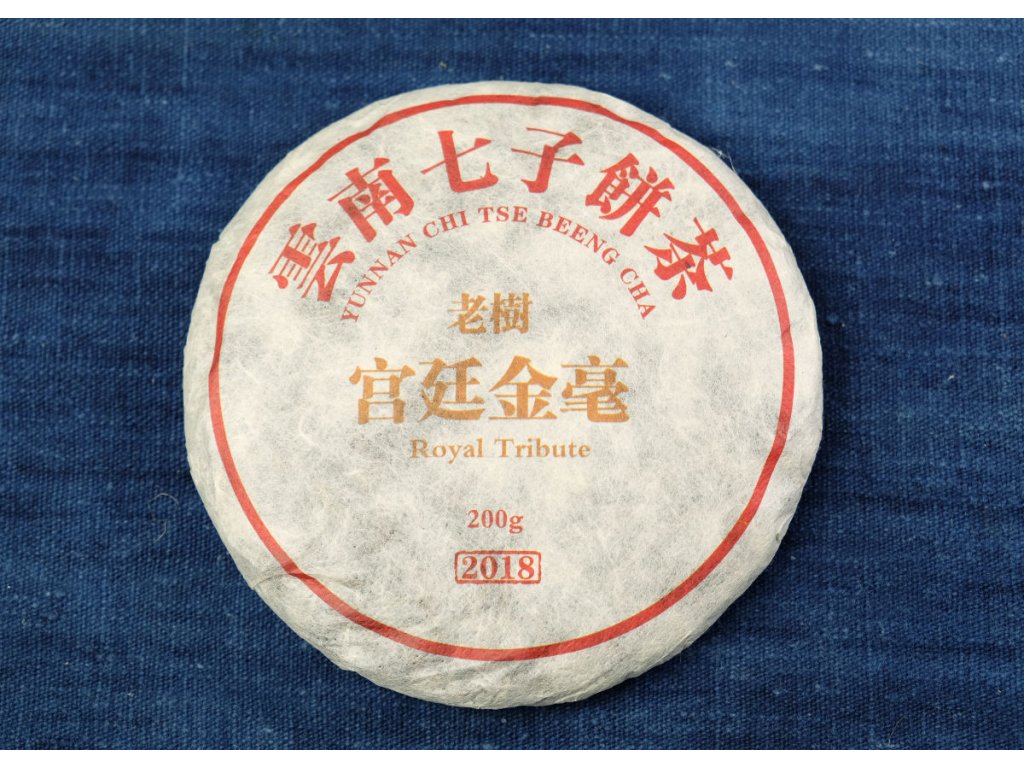 雲南七子餅茶
YUNNAN CHI TSE BEENG CHA
老樹
宫廷金毫
Royal Tribute
200g
2018